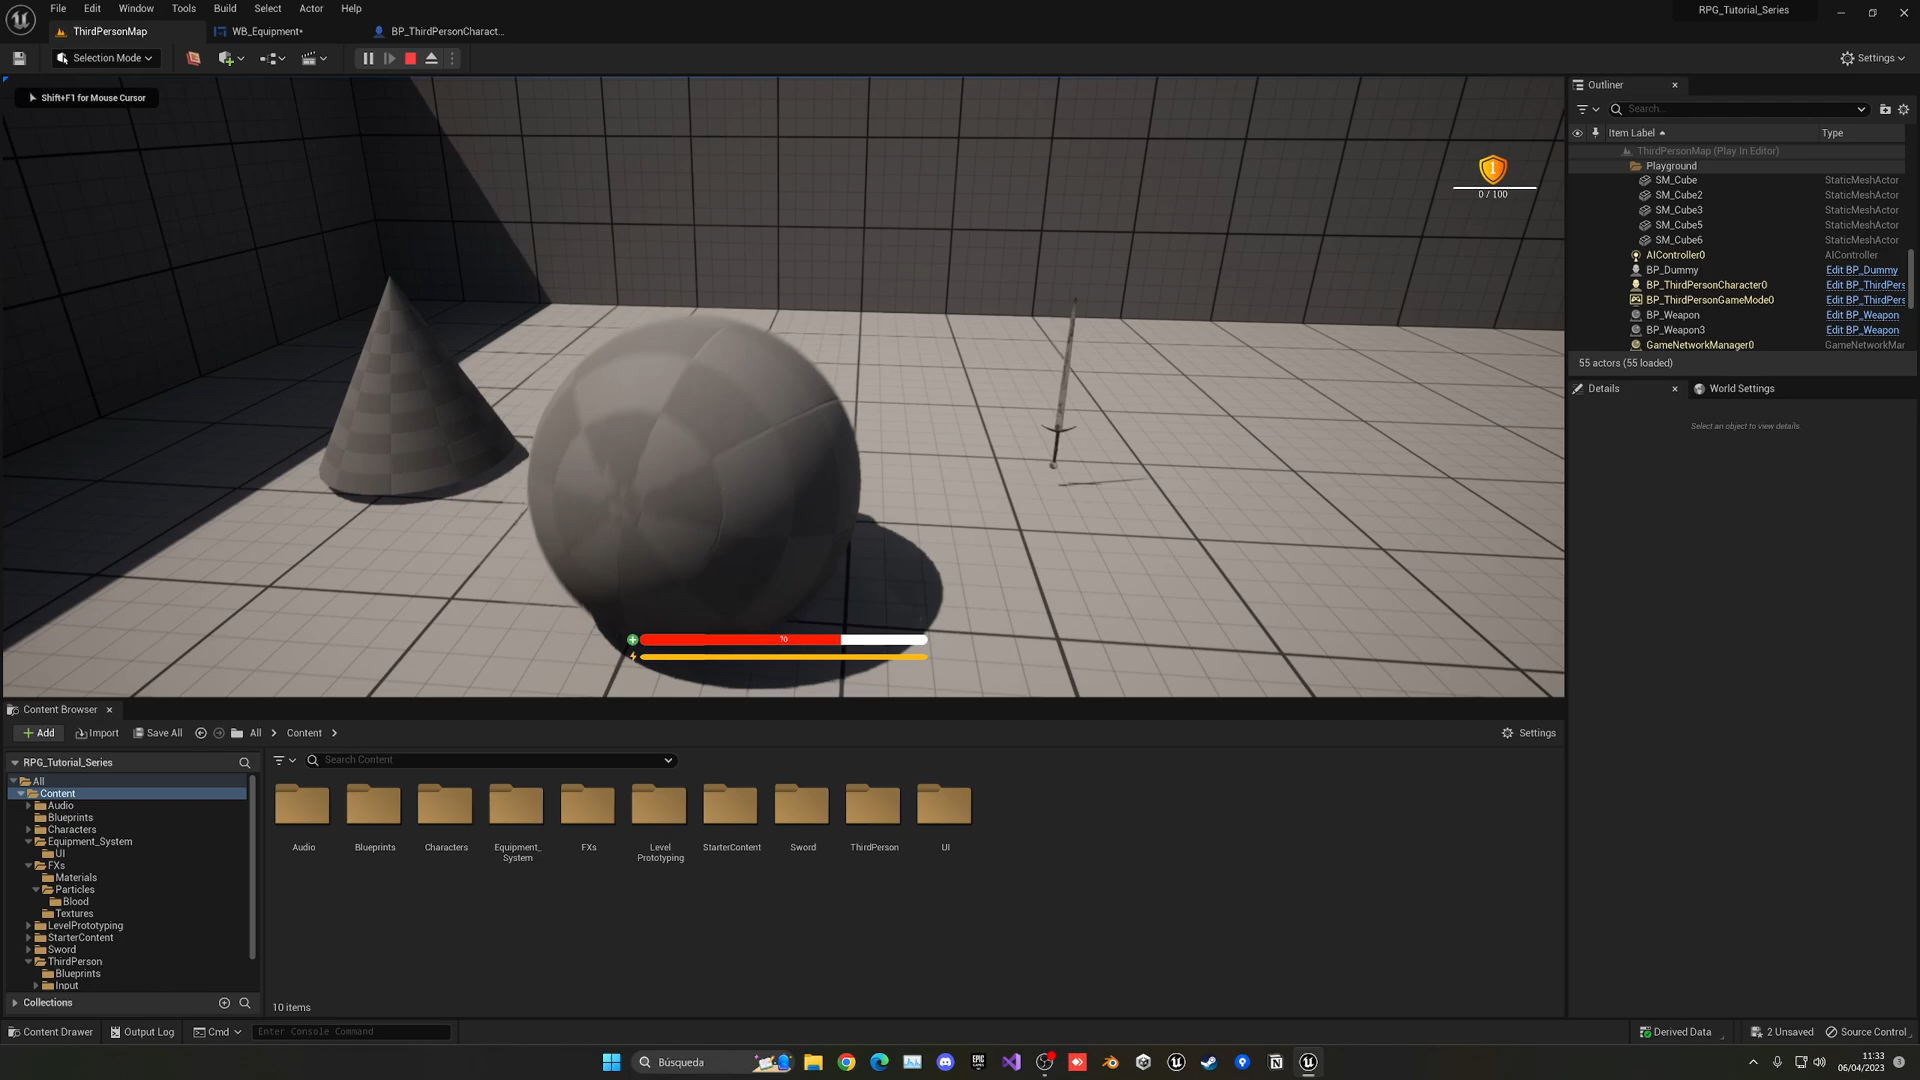 File Edit Window Tools Build Select Actor Help
RPG_Tutorial_Series
ThirdPersonMap
WB_Equipment*
BP_ThirdPersonCharact...
Selection Mode
Settings
Shift+F1 for Mouse Cursor
1
0 / 100
70
Outliner
Search...
Item Label Type
ThirdPersonMap (Play In Editor)
Playground
SM_Cube StaticMeshActor
SM_Cube2 StaticMeshActor
SM_Cube3 StaticMeshActor
SM_Cube5 StaticMeshActor
SM_Cube6 StaticMeshActor
AIController0 AIController
BP_Dummy Edit BP_Dummy
BP_ThirdPersonCharacter0 Edit BP_ThirdPers
BP_ThirdPersonGameMode0 Edit BP_ThirdPers
BP_Weapon Edit BP_Weapon
BP_Weapon3 Edit BP_Weapon
GameNetworkManager0 GameNetworkMar
55 actors (55 loaded)
Details
World Settings
Select an object to view details.
Content Browser
Add Import Save All All Content
Settings
RPG_Tutorial_Series
Search Content
All
Content
Audio
Blueprints
Characters
Equipment_System
UI
FXs
Materials
Particles
Blood
Textures
LevelPrototyping
StarterContent
Sword
ThirdPerson
Blueprints
Input
Collections
Audio
Blueprints
Characters
Equipment_
System
FXs
Level
Prototyping
StarterContent
Sword
ThirdPerson
UI
10 items
Content Drawer Output Log Cmd Enter Console Command
Derived Data 2 Unsaved Source Control
Búsqueda
EPIC
GAMES
11:33
06/04/2023
3